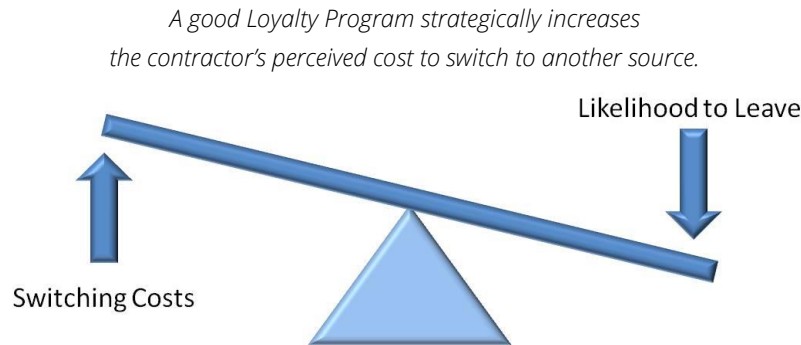 A good Loyalty Program strategically increases
the contractor's perceived cost to switch to another source.
Likelihood to Leave
Switching Costs